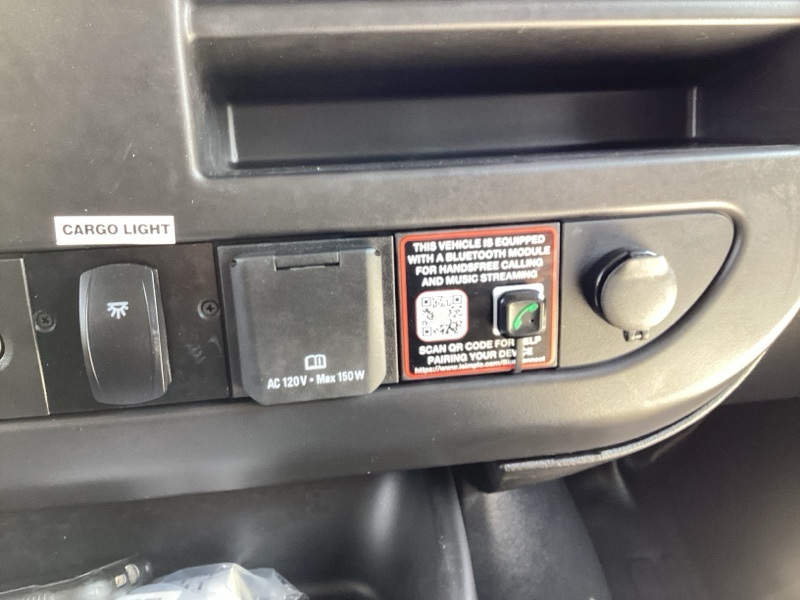 CARGO LIGHT
AC 120V • Max 150W
THIS VEHICLE IS EQUIPPED
WITH A BLUETOOTH MODULE
FOR HANDSFREE CALLING
AND MUSIC STREAMING
SCAN QR CODE FOR HELP
PAIRING YOUR DEVICE